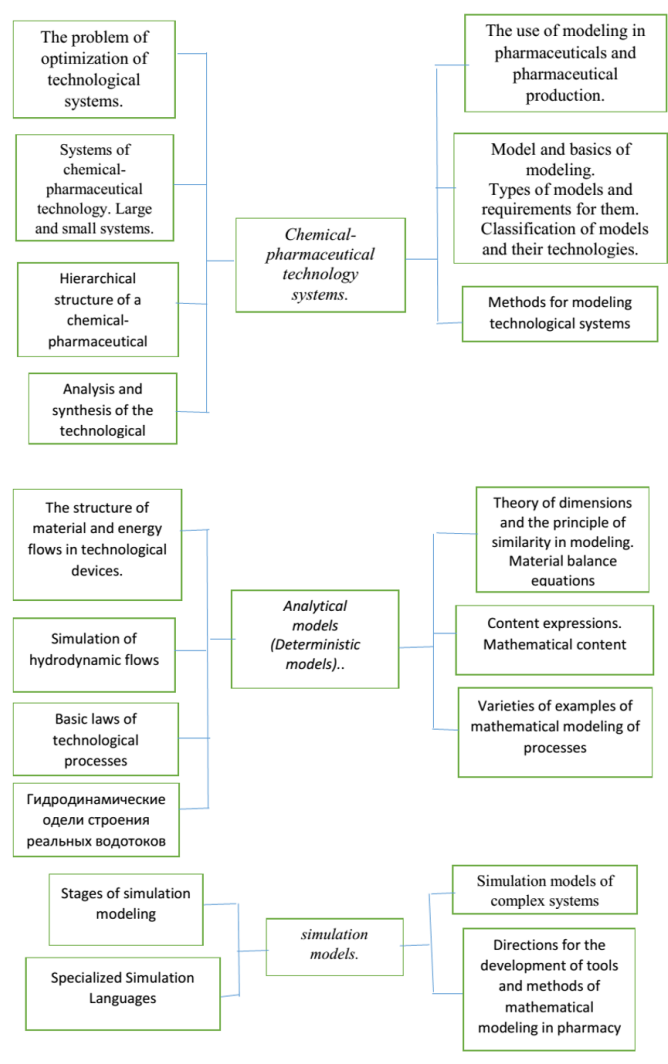 The problem of
optimization of
technological
systems.
Systems of
chemical-
pharmaceutical
technology. Large
and small systems.
Hierarchical
structure of a
chemical-
pharmaceutical
Analysis and
synthesis of the
technological
Chemical-
pharmaceutical
technology
systems.
The use of modeling in
pharmaceuticals and
pharmaceutical
production.
Model and basics of
modeling.
Types of models and
requirements for them.
Classification of models
and their technologies.
Methods for modeling
technological systems
The structure of
material and energy
flows in technological
devices.
Simulation of
hydrodynamic flows
Basic laws of
technological
processes
Гидродинамические
одели строения
реальных водотоков
Analytical
models
(Deterministic
models)..
Theory of dimensions
and the principle of
similarity in modeling.
Material balance
equations
Content expressions.
Mathematical content
Varieties of examples of
mathematical modeling of
processes
Stages of simulation
modeling
Specialized Simulation
Languages
simulation
models.
Simulation models of
complex systems
Directions for the
development of tools
and methods of
mathematical
modeling in pharmacy